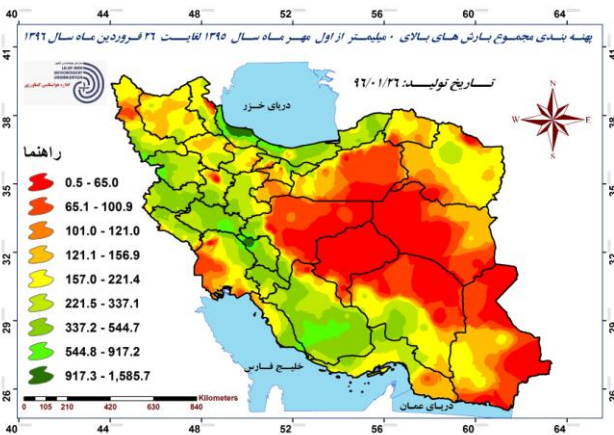 40 44 48 52 56 60 64
پهنه بندی مجموع بارش های بالای ۰ میلیمتر از اول مهر ماه سال ۱۳۹۵ لغایت ۲۶ فروردین ماه سال ۱۳۹۶
I.R. OF IRAN
METEOROLOGICAL
ORGANIZATION
اداره هواشناسی کشاورزی
تاریخ تولید: ۹۶/۰۱/۲۶
دریای خزر
N
W E
S
راهنما
0.5 - 65.0
65.1 - 100.9
101.0 - 121.0
121.1 - 156.9
157.0 - 221.4
221.5 - 337.1
337.2 - 544.7
544.8 - 917.2
917.3 - 1,585.7
خلیج فارس
دریای عمان
Kilometers
0 105 210 420 630 840
41 38 35 32 29 26
41 38 35 32 29 26
40 44 48 52 56 60 64